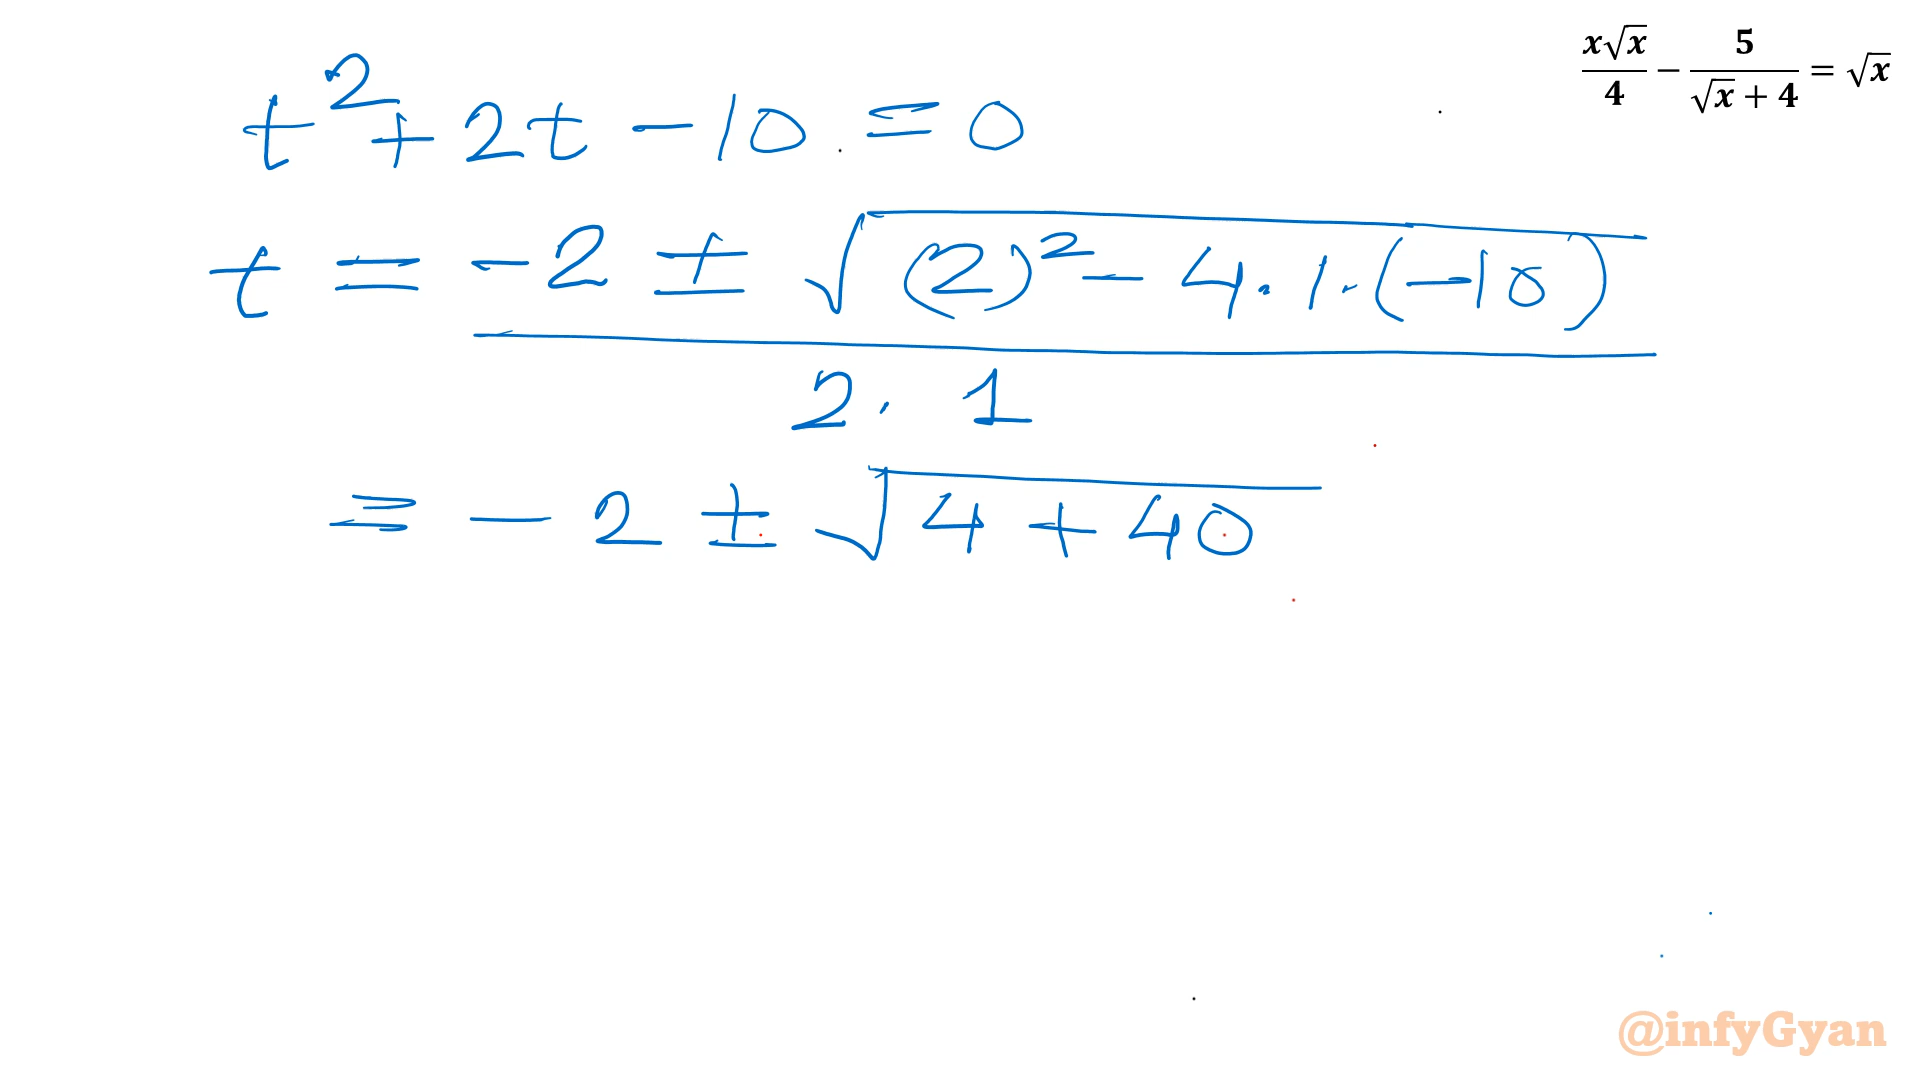 x√x/4 − 5/(√x + 4) = √x
t² + 2t − 10 = 0
t = (−2 ± √((2)² − 4·1·(−10)))/(2·1)
= −2 ± √(4 + 40)
@infyGyan